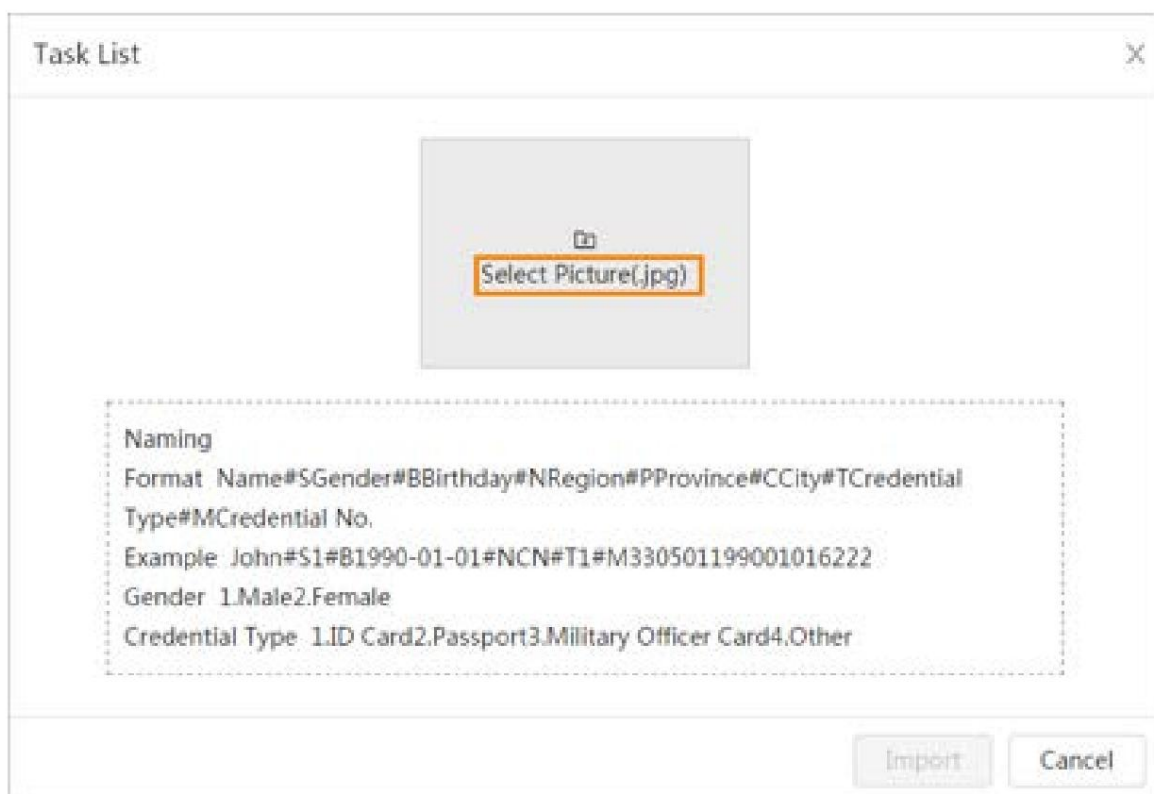 Task List
Select Picture(.jpg)
Naming
Format  Name#SGender#BBirthday#NRegion#PProvince#CCity#TCredential
Type#MCredential No.
Example  John#S1#B1990-01-01#NCN#T1#M330501199001016222
Gender  1.Male2.Female
Credential Type  1.ID Card2.Passport3.Military Officer Card4.Other
Import
Cancel